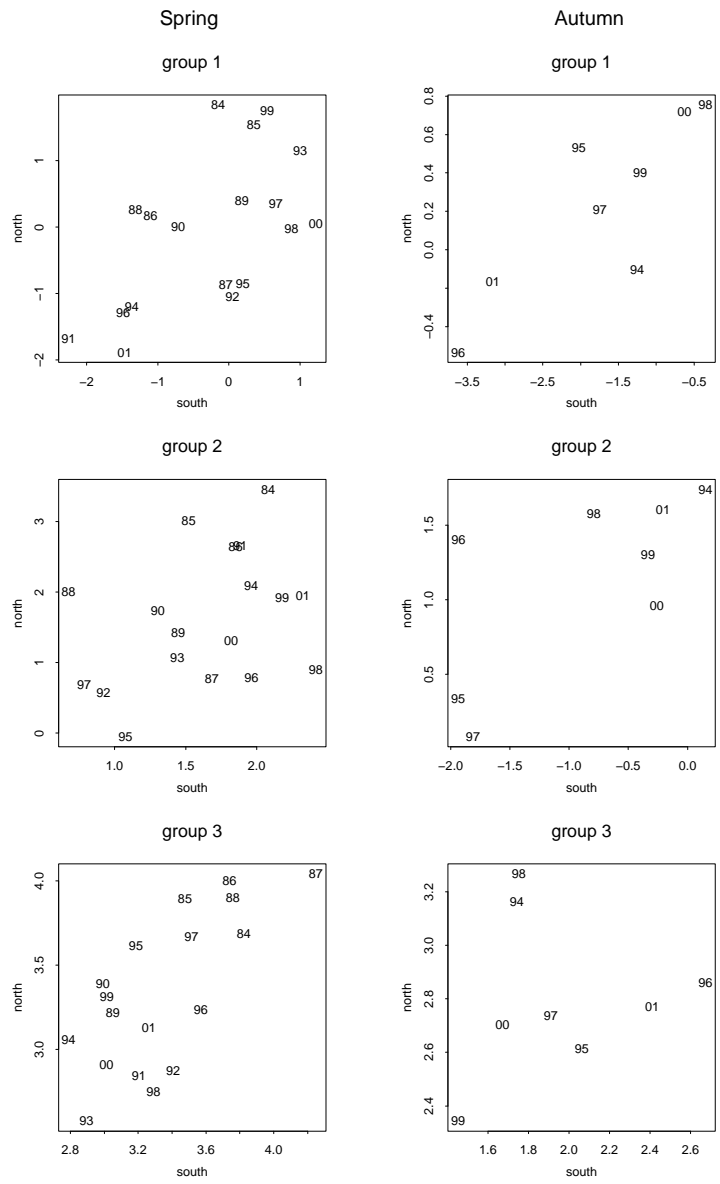 Spring Autumn
group 1 group 1
84 99 85 93 89 97 88 86 90 98 00 87 95 92 94 96 91 01
1 0 −1 −2
north
−2 −1 0 1
south
98 00 95 99 97 94 01 96
0.8 0.6 0.4 0.2 0.0 −0.4
north
−3.5 −2.5 −1.5 −0.5
south
group 2 group 2
84 85 86 91 94 88 99 01 90 89 00 93 87 96 98 97 92 95
3 2 1 0
north
1.0 1.5 2.0
south
94 98 01 96 99 00 95 97
1.5 1.0 0.5
north
−2.0 −1.5 −1.0 −0.5 0.0
south
group 3 group 3
87 86 85 88 97 84 95 90 91 89 96 01 94 00 91 92 98 93
4.0 3.5 3.0
north
2.8 3.2 3.6 4.0
south
98 94 96 01 00 97 95 99
3.2 3.0 2.8 2.6 2.4
north
1.6 2.0 2.4 2.6
south